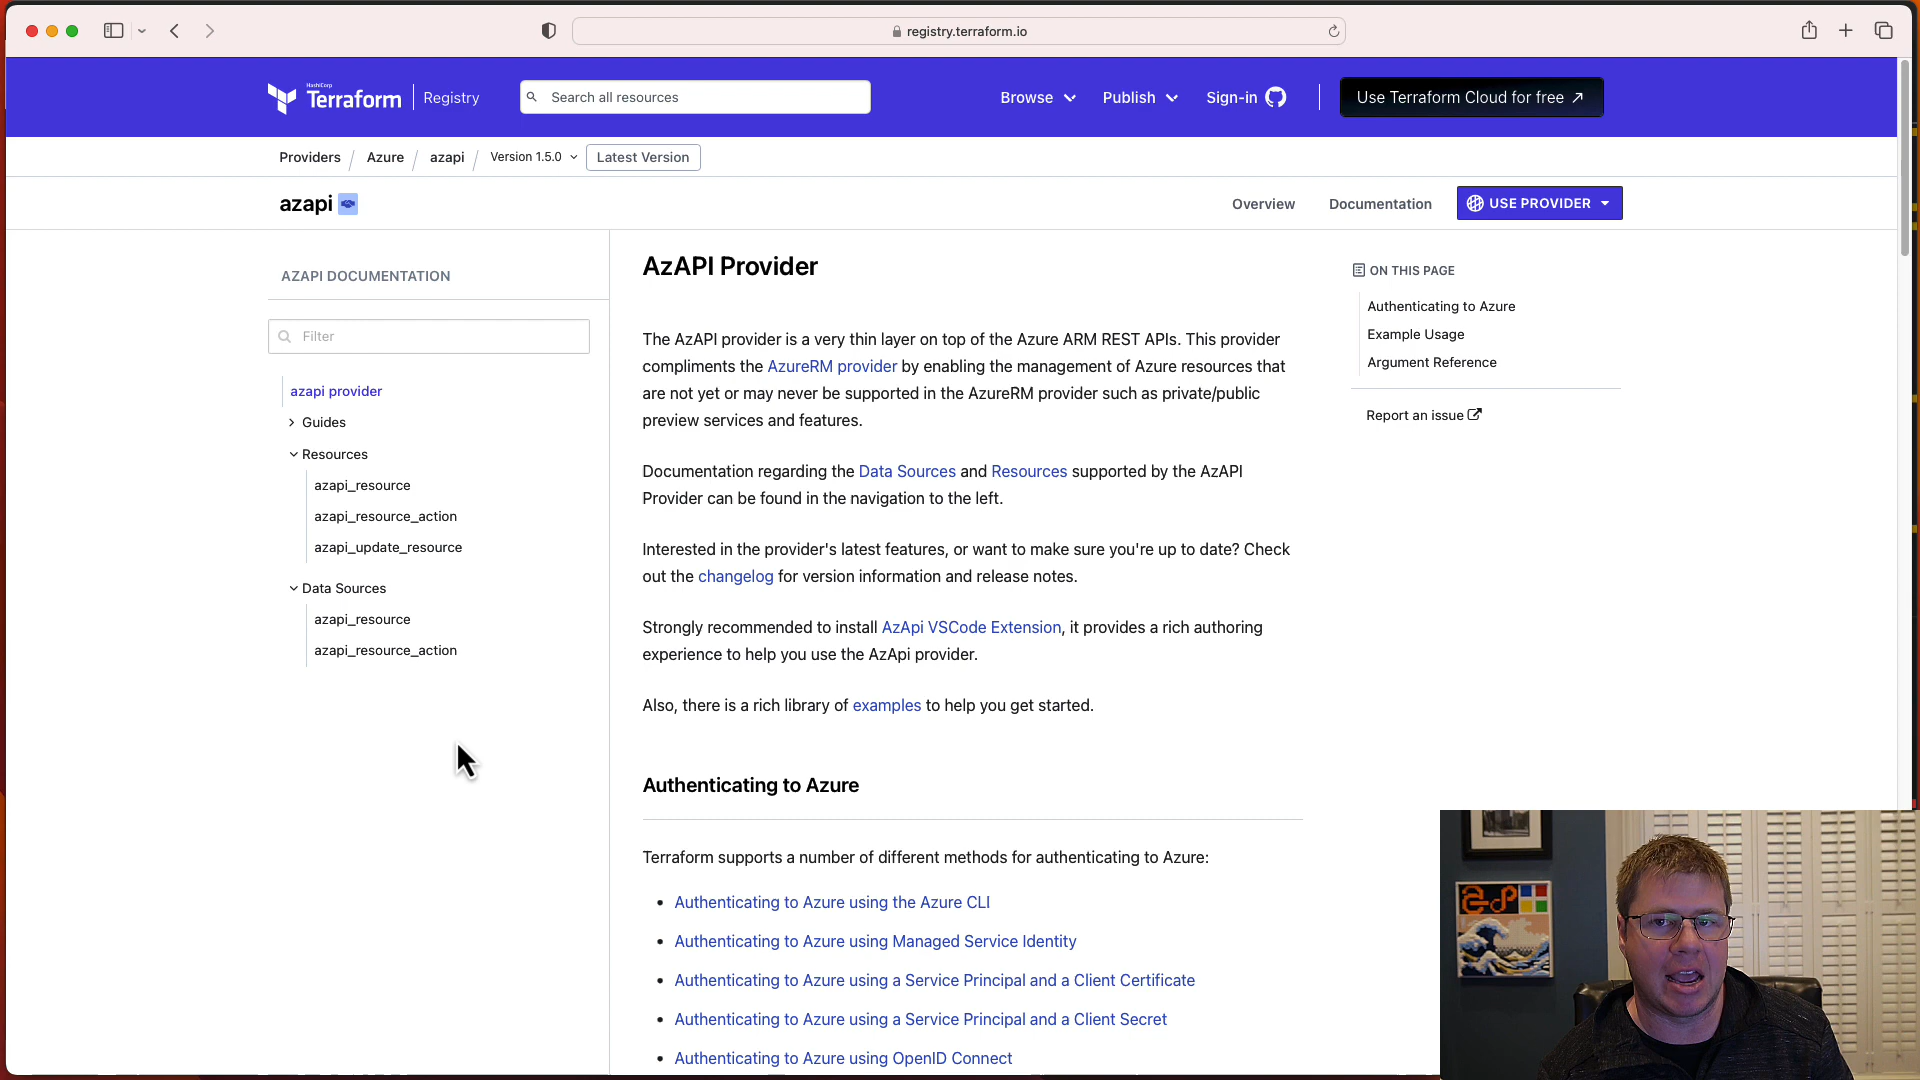 registry.terraform.io
HashiCorp
Terraform Registry
Search all resources
Browse
Publish
Sign-in
Use Terraform Cloud for free
Providers / Azure / azapi / Version 1.5.0
Latest Version
azapi
Overview
Documentation
USE PROVIDER
AZAPI DOCUMENTATION
Filter
azapi provider
Guides
Resources
azapi_resource
azapi_resource_action
azapi_update_resource
Data Sources
azapi_resource
azapi_resource_action
AzAPI Provider
The AzAPI provider is a very thin layer on top of the Azure ARM REST APIs. This provider
compliments the AzureRM provider by enabling the management of Azure resources that
are not yet or may never be supported in the AzureRM provider such as private/public
preview services and features.
Documentation regarding the Data Sources and Resources supported by the AzAPI
Provider can be found in the navigation to the left.
Interested in the provider's latest features, or want to make sure you're up to date? Check
out the changelog for version information and release notes.
Strongly recommended to install AzApi VSCode Extension, it provides a rich authoring
experience to help you use the AzApi provider.
Also, there is a rich library of examples to help you get started.
Authenticating to Azure
Terraform supports a number of different methods for authenticating to Azure:
• Authenticating to Azure using the Azure CLI
• Authenticating to Azure using Managed Service Identity
• Authenticating to Azure using a Service Principal and a Client Certificate
• Authenticating to Azure using a Service Principal and a Client Secret
• Authenticating to Azure using OpenID Connect
ON THIS PAGE
Authenticating to Azure
Example Usage
Argument Reference
Report an issue